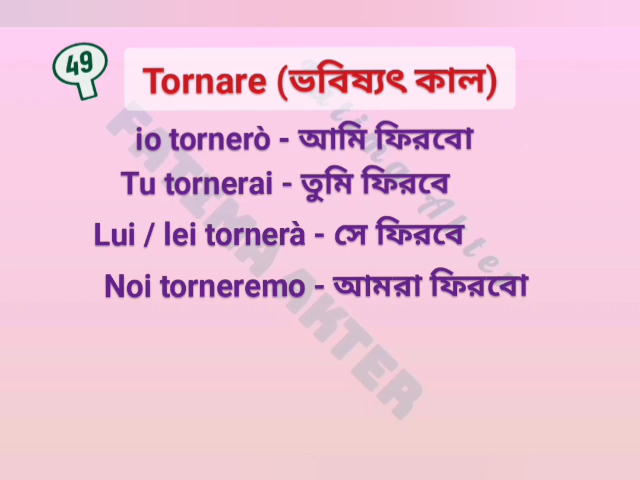 49
Tornare (ভবিষ্যৎ কাল)
io tornerò - আমি ফিরবো
Tu tornerai - তুমি ফিরবে
Lui / lei tornerà - সে ফিরবে
Noi torneremo - আমরা ফিরবো
FATEMA AKTER
Akter